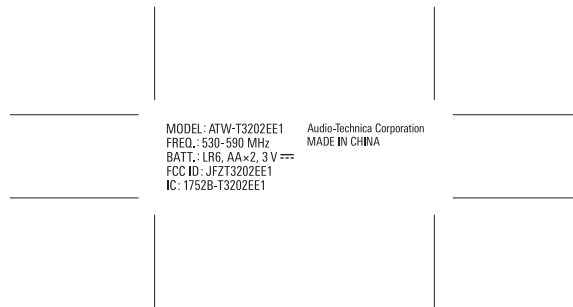 MODEL: ATW-T3202EE1
FREQ.: 530-590 MHz
BATT.: LR6, AA×2, 3 V ⎓
FCC ID: JFZT3202EE1
IC: 1752B-T3202EE1
Audio-Technica Corporation
MADE IN CHINA